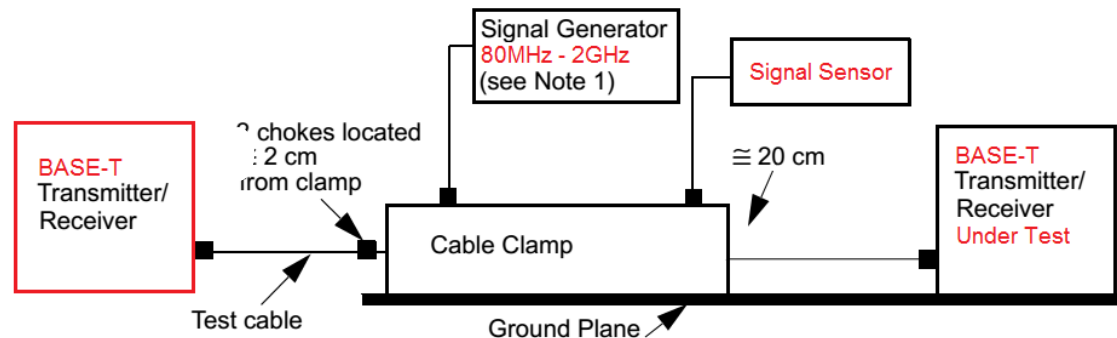 Signal Generator
80MHz - 2GHz
(see Note 1)
Signal Sensor
chokes located
2 cm
from clamp
≅ 20 cm
BASE-T
Transmitter/
Receiver
Cable Clamp
BASE-T
Transmitter/
Receiver
Under Test
Test cable
Ground Plane